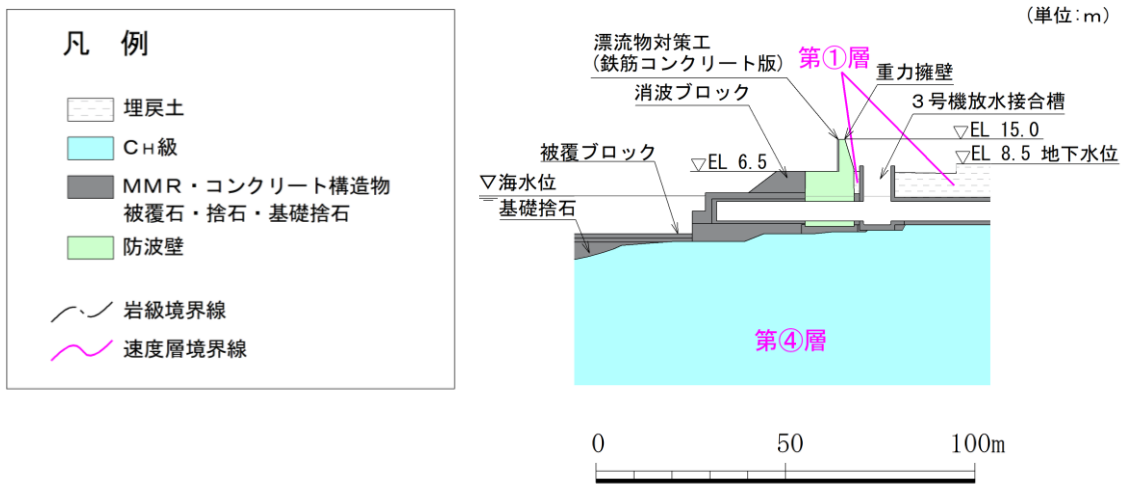 凡　例
埋戻土
CH級
MMR・コンクリート構造物
被覆石・捨石・基礎捨石
防波壁
岩級境界線
速度層境界線
(単位:m)
漂流物対策工
(鉄筋コンクリート版)
第①層
重力擁壁
消波ブロック
3号機放水接合槽
▽EL 15.0
被覆ブロック
▽EL 6.5
▽EL 8.5 地下水位
▽海水位
基礎捨石
第④層
0 50 100m